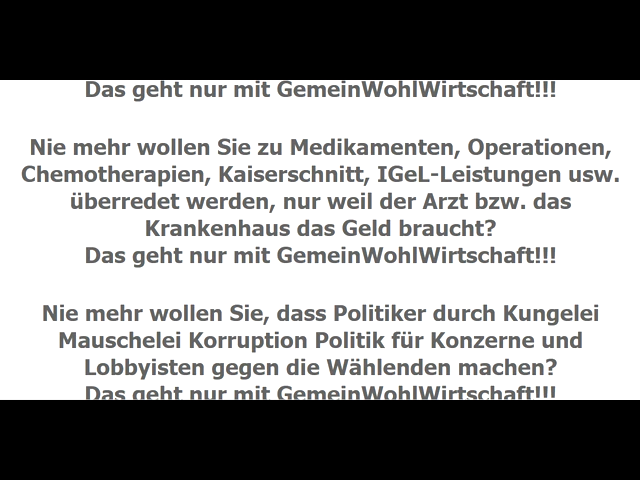 Das geht nur mit GemeinWohlWirtschaft!!!
Nie mehr wollen Sie zu Medikamenten, Operationen,
Chemotherapien, Kaiserschnitt, IGeL-Leistungen usw.
überredet werden, nur weil der Arzt bzw. das
Krankenhaus das Geld braucht?
Das geht nur mit GemeinWohlWirtschaft!!!
Nie mehr wollen Sie, dass Politiker durch Kungelei
Mauschelei Korruption Politik für Konzerne und
Lobbyisten gegen die Wählenden machen?
Das geht nur mit GemeinWohlWirtschaft!!!